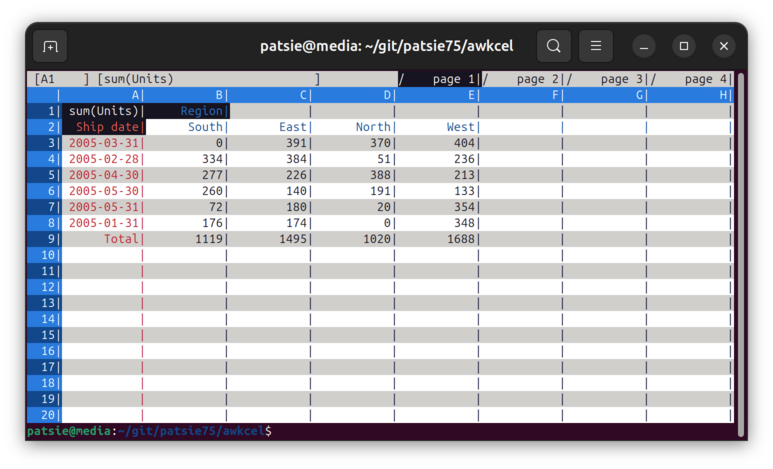 patsie@media: ~/git/patsie75/awkcel
[A1 ] [sum(Units) ] / page 1|/ page 2|/ page 3|/ page 4|
| A| B| C| D| E| F| G| H|
1| sum(Units)| Region| | | | | | |
2| Ship date| South| East| North| West| | | |
3| 2005-03-31| 0| 391| 370| 404| | | |
4| 2005-02-28| 334| 384| 51| 236| | | |
5| 2005-04-30| 277| 226| 388| 213| | | |
6| 2005-05-30| 260| 140| 191| 133| | | |
7| 2005-05-31| 72| 180| 20| 354| | | |
8| 2005-01-31| 176| 174| 0| 348| | | |
9| Total| 1119| 1495| 1020| 1688| | | |
10| | | | | | | | |
11| | | | | | | | |
12| | | | | | | | |
13| | | | | | | | |
14| | | | | | | | |
15| | | | | | | | |
16| | | | | | | | |
17| | | | | | | | |
18| | | | | | | | |
19| | | | | | | | |
20| | | | | | | | |
patsie@media:~/git/patsie75/awkcel$